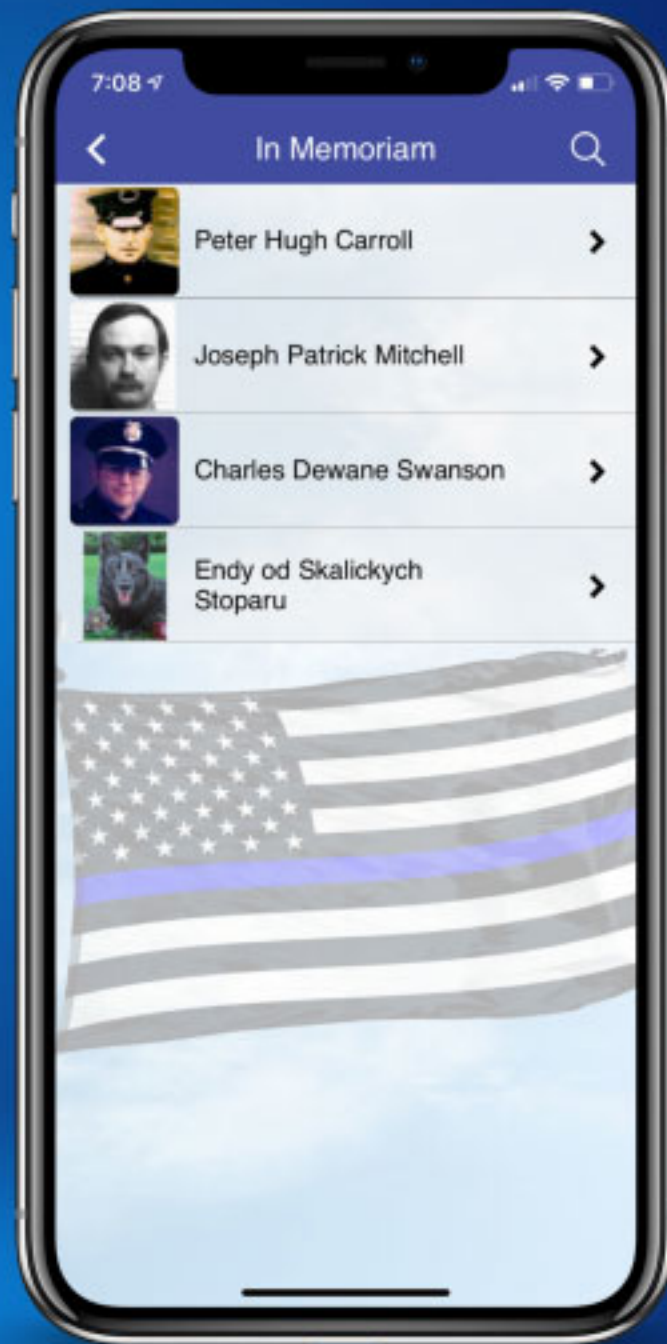 7:08
In Memoriam
Peter Hugh Carroll
Joseph Patrick Mitchell
Charles Dewane Swanson
Endy od Skalickych
Stoparu